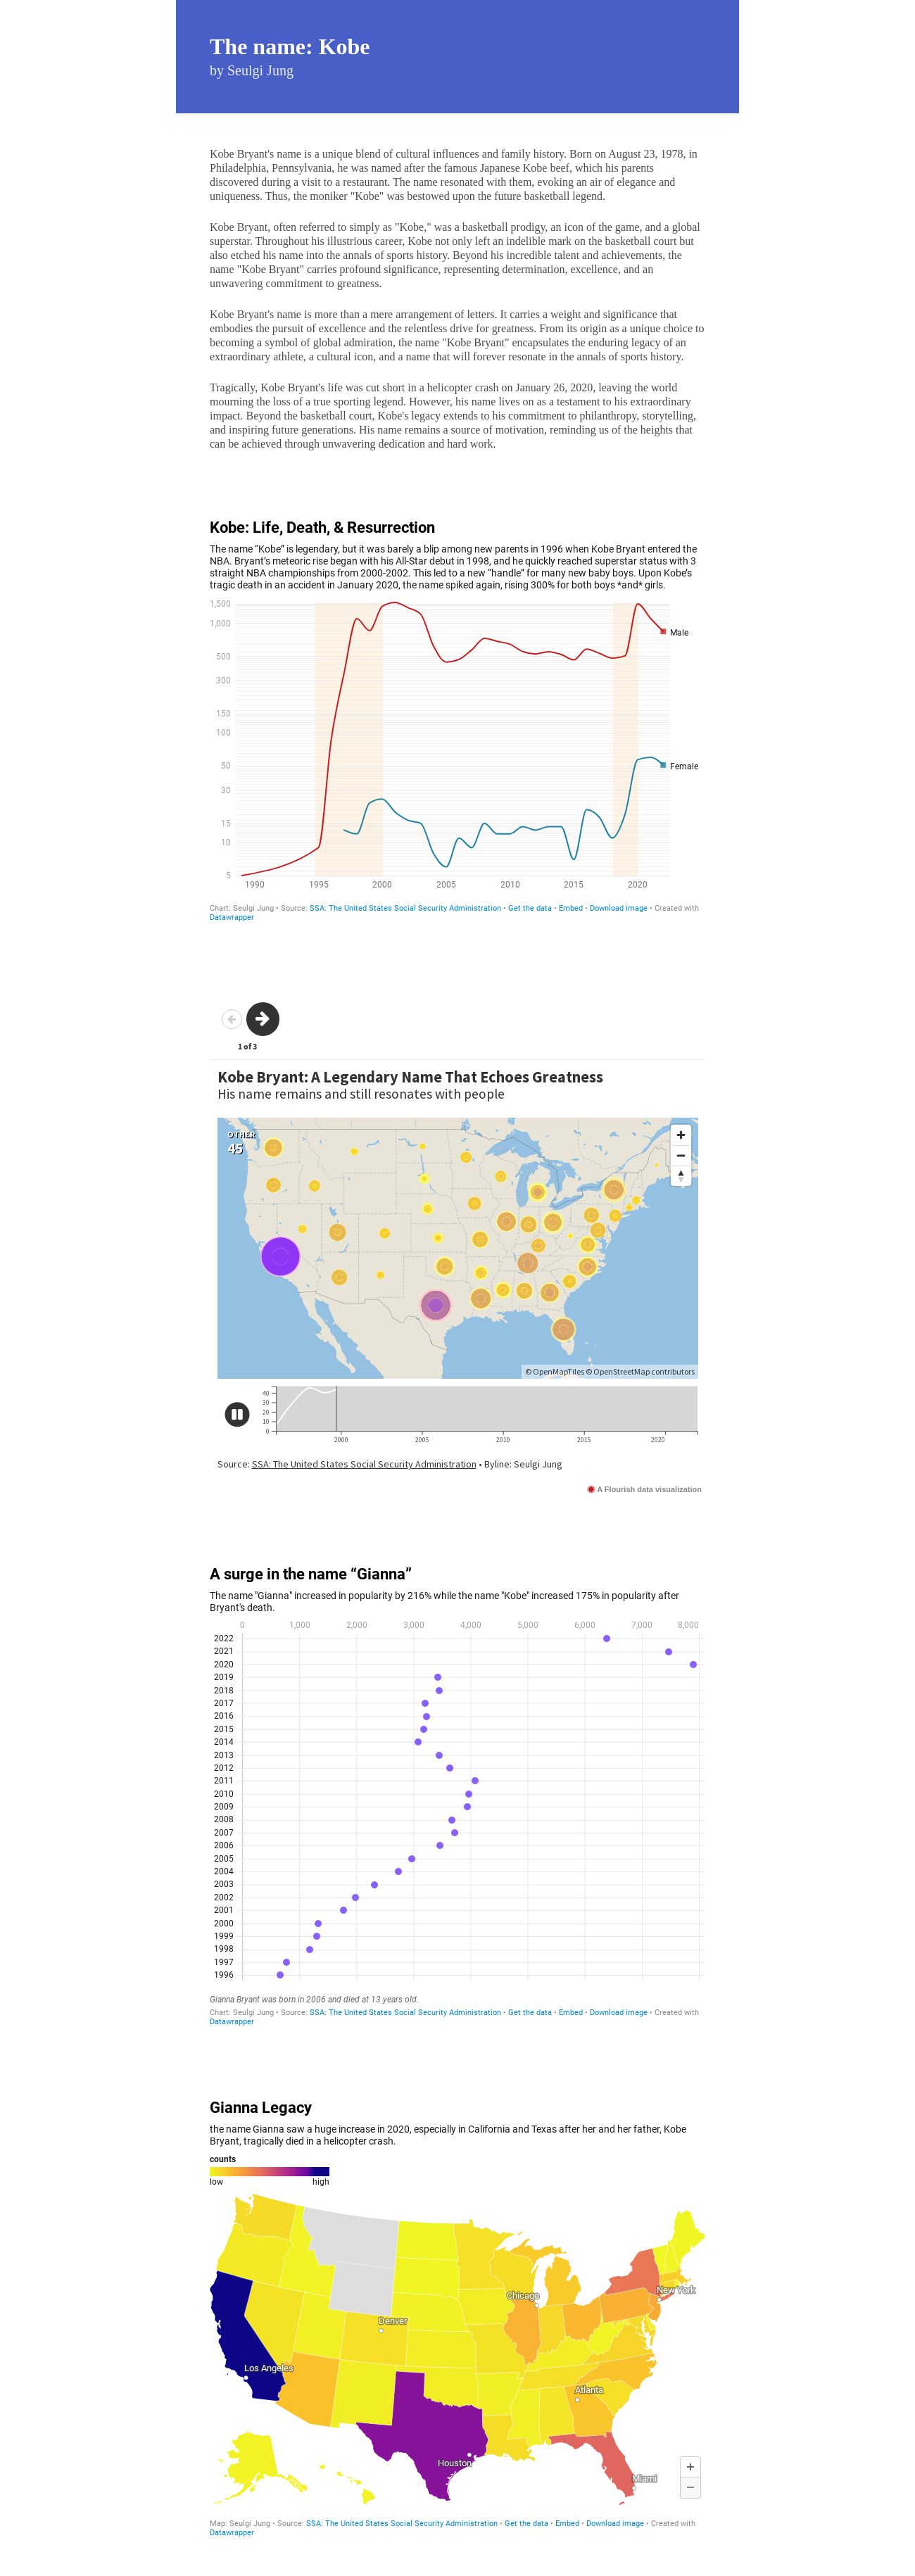 The name: Kobe
by Seulgi Jung
Kobe Bryant's name is a unique blend of cultural influences and family history. Born on August 23, 1978, in
Philadelphia, Pennsylvania, he was named after the famous Japanese Kobe beef, which his parents
discovered during a visit to a restaurant. The name resonated with them, evoking an air of elegance and
uniqueness. Thus, the moniker "Kobe" was bestowed upon the future basketball legend.
Kobe Bryant, often referred to simply as "Kobe," was a basketball prodigy, an icon of the game, and a global
superstar. Throughout his illustrious career, Kobe not only left an indelible mark on the basketball court but
also etched his name into the annals of sports history. Beyond his incredible talent and achievements, the
name "Kobe Bryant" carries profound significance, representing determination, excellence, and an
unwavering commitment to greatness.
Kobe Bryant's name is more than a mere arrangement of letters. It carries a weight and significance that
embodies the pursuit of excellence and the relentless drive for greatness. From its origin as a unique choice to
becoming a symbol of global admiration, the name "Kobe Bryant" encapsulates the enduring legacy of an
extraordinary athlete, a cultural icon, and a name that will forever resonate in the annals of sports history.
Tragically, Kobe Bryant's life was cut short in a helicopter crash on January 26, 2020, leaving the world
mourning the loss of a true sporting legend. However, his name lives on as a testament to his extraordinary
impact. Beyond the basketball court, Kobe's legacy extends to his commitment to philanthropy, storytelling,
and inspiring future generations. His name remains a source of motivation, reminding us of the heights that
can be achieved through unwavering dedication and hard work.
Kobe: Life, Death, & Resurrection
The name “Kobe” is legendary, but it was barely a blip among new parents in 1996 when Kobe Bryant entered the
NBA. Bryant’s meteoric rise began with his All-Star debut in 1998, and he quickly reached superstar status with 3
straight NBA championships from 2000-2002. This led to a new “handle” for many new baby boys. Upon Kobe’s
tragic death in an accident in January 2020, the name spiked again, rising 300% for both boys *and* girls.
1,500
1,000
Male
500
300
150
100
50
Female
30
15
10
5
1990 1995 2000 2005 2010 2015 2020
Chart: Seulgi Jung • Source: SSA: The United States Social Security Administration • Get the data • Embed • Download image • Created with
Datawrapper
1 of 3
Kobe Bryant: A Legendary Name That Echoes Greatness
His name remains and still resonates with people
OTHER
45
© OpenMapTiles © OpenStreetMap contributors
40
30
20
10
0
2000 2005 2010 2015 2020
Source: SSA: The United States Social Security Administration • Byline: Seulgi Jung
A Flourish data visualization
A surge in the name “Gianna”
The name "Gianna" increased in popularity by 216% while the name "Kobe" increased 175% in popularity after
Bryant's death.
0 1,000 2,000 3,000 4,000 5,000 6,000 7,000 8,000
2022
2021
2020
2019
2018
2017
2016
2015
2014
2013
2012
2011
2010
2009
2008
2007
2006
2005
2004
2003
2002
2001
2000
1999
1998
1997
1996
Gianna Bryant was born in 2006 and died at 13 years old.
Chart: Seulgi Jung • Source: SSA: The United States Social Security Administration • Get the data • Embed • Download image • Created with
Datawrapper
Gianna Legacy
the name Gianna saw a huge increase in 2020, especially in California and Texas after her and her father, Kobe
Bryant, tragically died in a helicopter crash.
counts
low high
New York
Chicago
Denver
Los Angeles
Atlanta
Houston
Miami
Map: Seulgi Jung • Source: SSA: The United States Social Security Administration • Get the data • Embed • Download image • Created with
Datawrapper